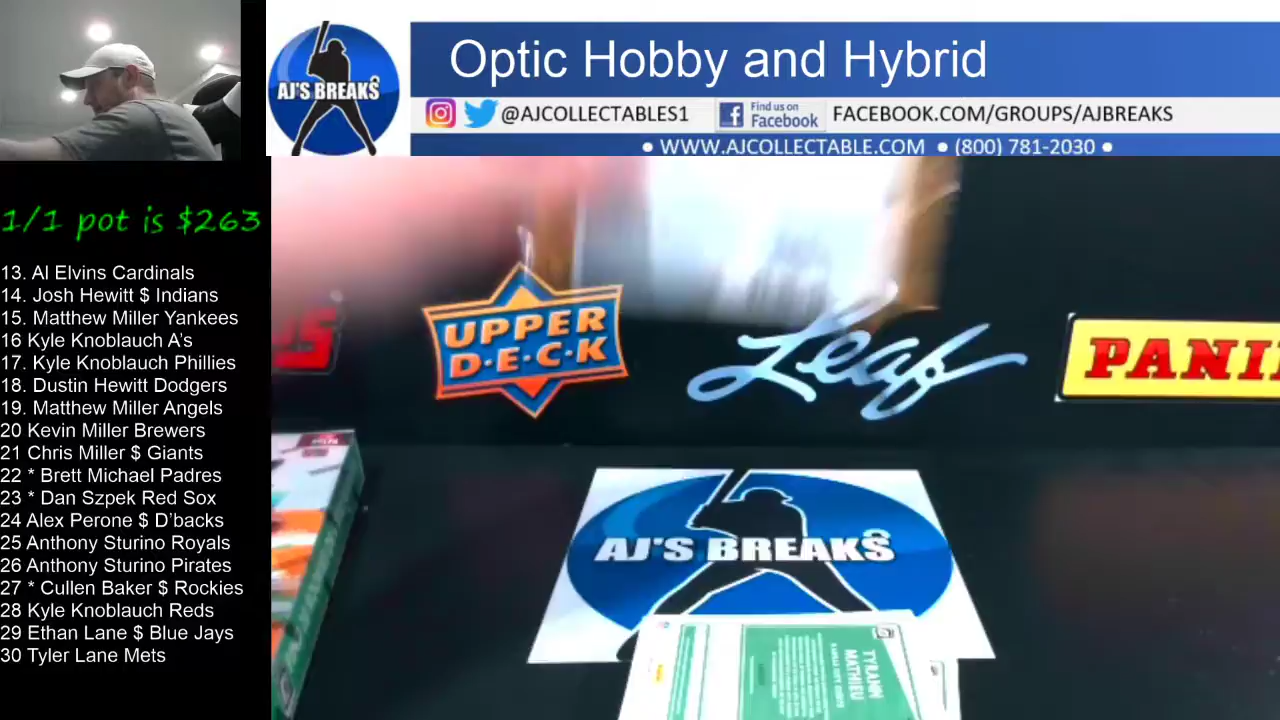 Optic Hobby and Hybrid
AJ'S BREAKS
@AJCOLLECTABLES1
Find us on
Facebook
FACEBOOK.COM/GROUPS/AJBREAKS
• WWW.AJCOLLECTABLE.COM • (800) 781-2030 •
1/1 pot is $263
13. Al Elvins Cardinals
14. Josh Hewitt $ Indians
15. Matthew Miller Yankees
16 Kyle Knoblauch A's
17. Kyle Knoblauch Phillies
18. Dustin Hewitt Dodgers
19. Matthew Miller Angels
20 Kevin Miller Brewers
21 Chris Miller $ Giants
22 * Brett Michael Padres
23 * Dan Szpek Red Sox
24 Alex Perone $ D'backs
25 Anthony Sturino Royals
26 Anthony Sturino Pirates
27 * Cullen Baker $ Rockies
28 Kyle Knoblauch Reds
29 Ethan Lane $ Blue Jays
30 Tyler Lane Mets
UPPER
D·E·C·K
Leaf
PANI
AJ'S BREAKS
TYRANN
MATHIEU